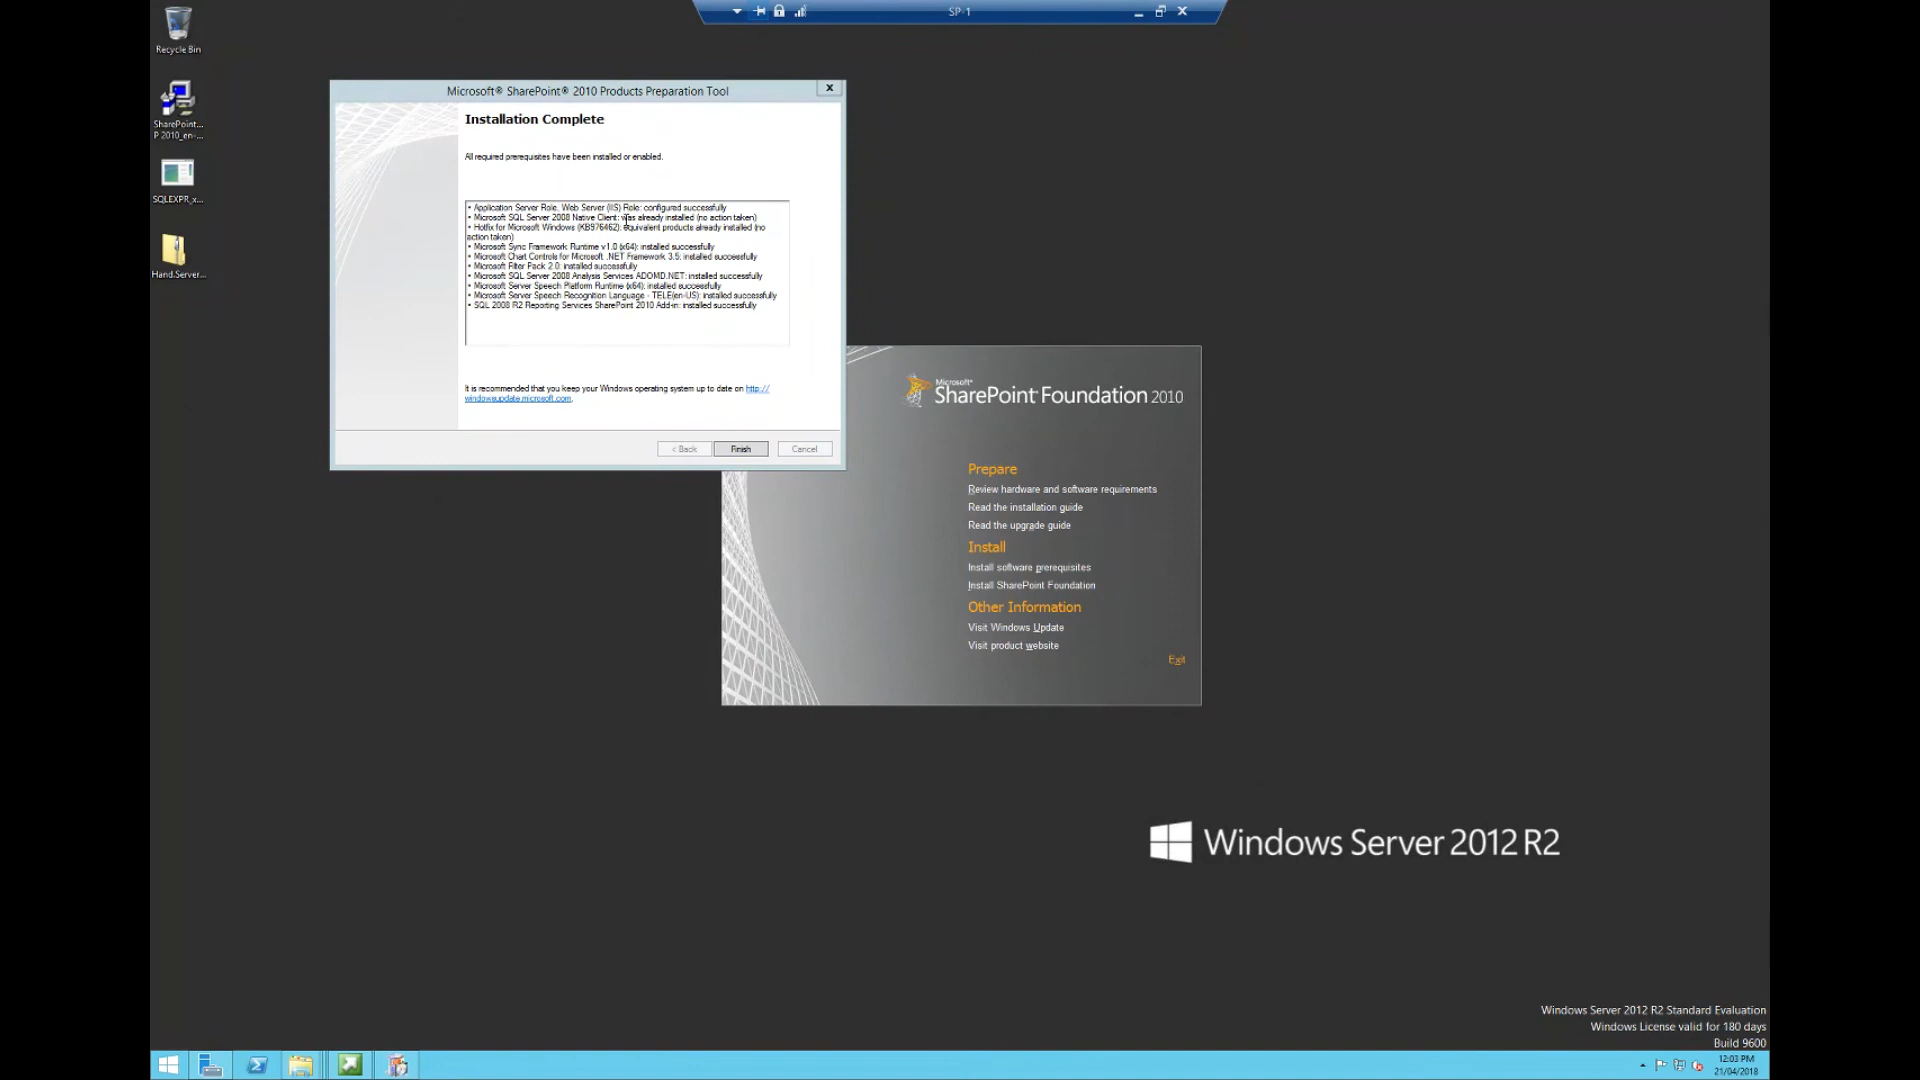 SP-1
Recycle Bin
SharePoint...
P 2010_en-...
SQLEXPR_x...
Hand.Server...
Microsoft® SharePoint® 2010 Products Preparation Tool
x
Installation Complete
All required prerequisites have been installed or enabled.
• Application Server Role, Web Server (IIS) Role: configured successfully
• Microsoft SQL Server 2008 Native Client: was already installed (no action taken)
• Hotfix for Microsoft Windows (KB976462): equivalent products already installed (no
action taken)
• Microsoft Sync Framework Runtime v1.0 (x64): installed successfully
• Microsoft Chart Controls for Microsoft .NET Framework 3.5: installed successfully
• Microsoft Filter Pack 2.0: installed successfully
• Microsoft SQL Server 2008 Analysis Services ADOMD.NET: installed successfully
• Microsoft Server Speech Platform Runtime (x64): installed successfully
• Microsoft Server Speech Recognition Language - TELE(en-US): installed successfully
• SQL 2008 R2 Reporting Services SharePoint 2010 Add-in: installed successfully
It is recommended that you keep your Windows operating system up to date on http://
windowsupdate.microsoft.com.
< Back
Finish
Cancel
Microsoft®
SharePoint Foundation 2010
Prepare
Review hardware and software requirements
Read the installation guide
Read the upgrade guide
Install
Install software prerequisites
Install SharePoint Foundation
Other Information
Visit Windows Update
Visit product website
Exit
Windows Server 2012 R2
Windows Server 2012 R2 Standard Evaluation
Windows License valid for 180 days
Build 9600
12:03 PM
21/04/2018